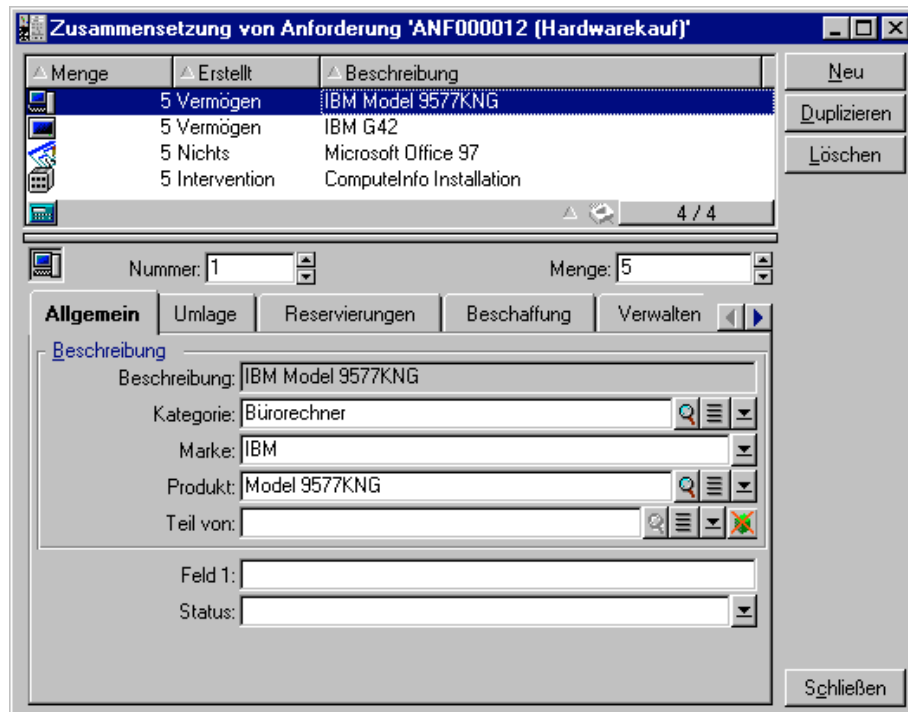 Zusammensetzung von Anforderung 'ANF000012 (Hardwarekauf)'
Menge Erstellt Beschreibung
5 Vermögen IBM Model 9577KNG
5 Vermögen IBM G42
5 Nichts Microsoft Office 97
5 Intervention ComputeInfo Installation
4 / 4
Neu
Duplizieren
Löschen
Nummer: 1 Menge: 5
Allgemein Umlage Reservierungen Beschaffung Verwalten
Beschreibung
Beschreibung: IBM Model 9577KNG
Kategorie: Bürorechner
Marke: IBM
Produkt: Model 9577KNG
Teil von:
Feld 1:
Status:
Schließen